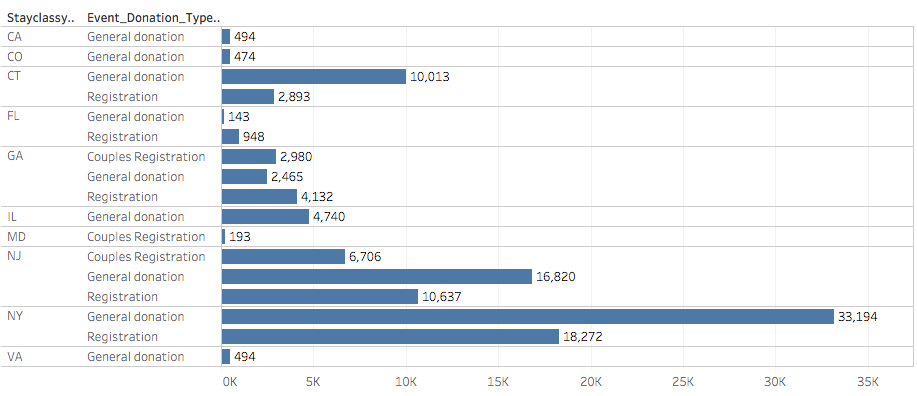 Stayclassy.. Event_Donation_Type..
CA General donation 494
CO General donation 474
CT General donation 10,013
Registration 2,893
FL General donation 143
Registration 948
GA Couples Registration 2,980
General donation 2,465
Registration 4,132
IL General donation 4,740
MD Couples Registration 193
NJ Couples Registration 6,706
General donation 16,820
Registration 10,637
NY General donation 33,194
Registration 18,272
VA General donation 494
0K 5K 10K 15K 20K 25K 30K 35K